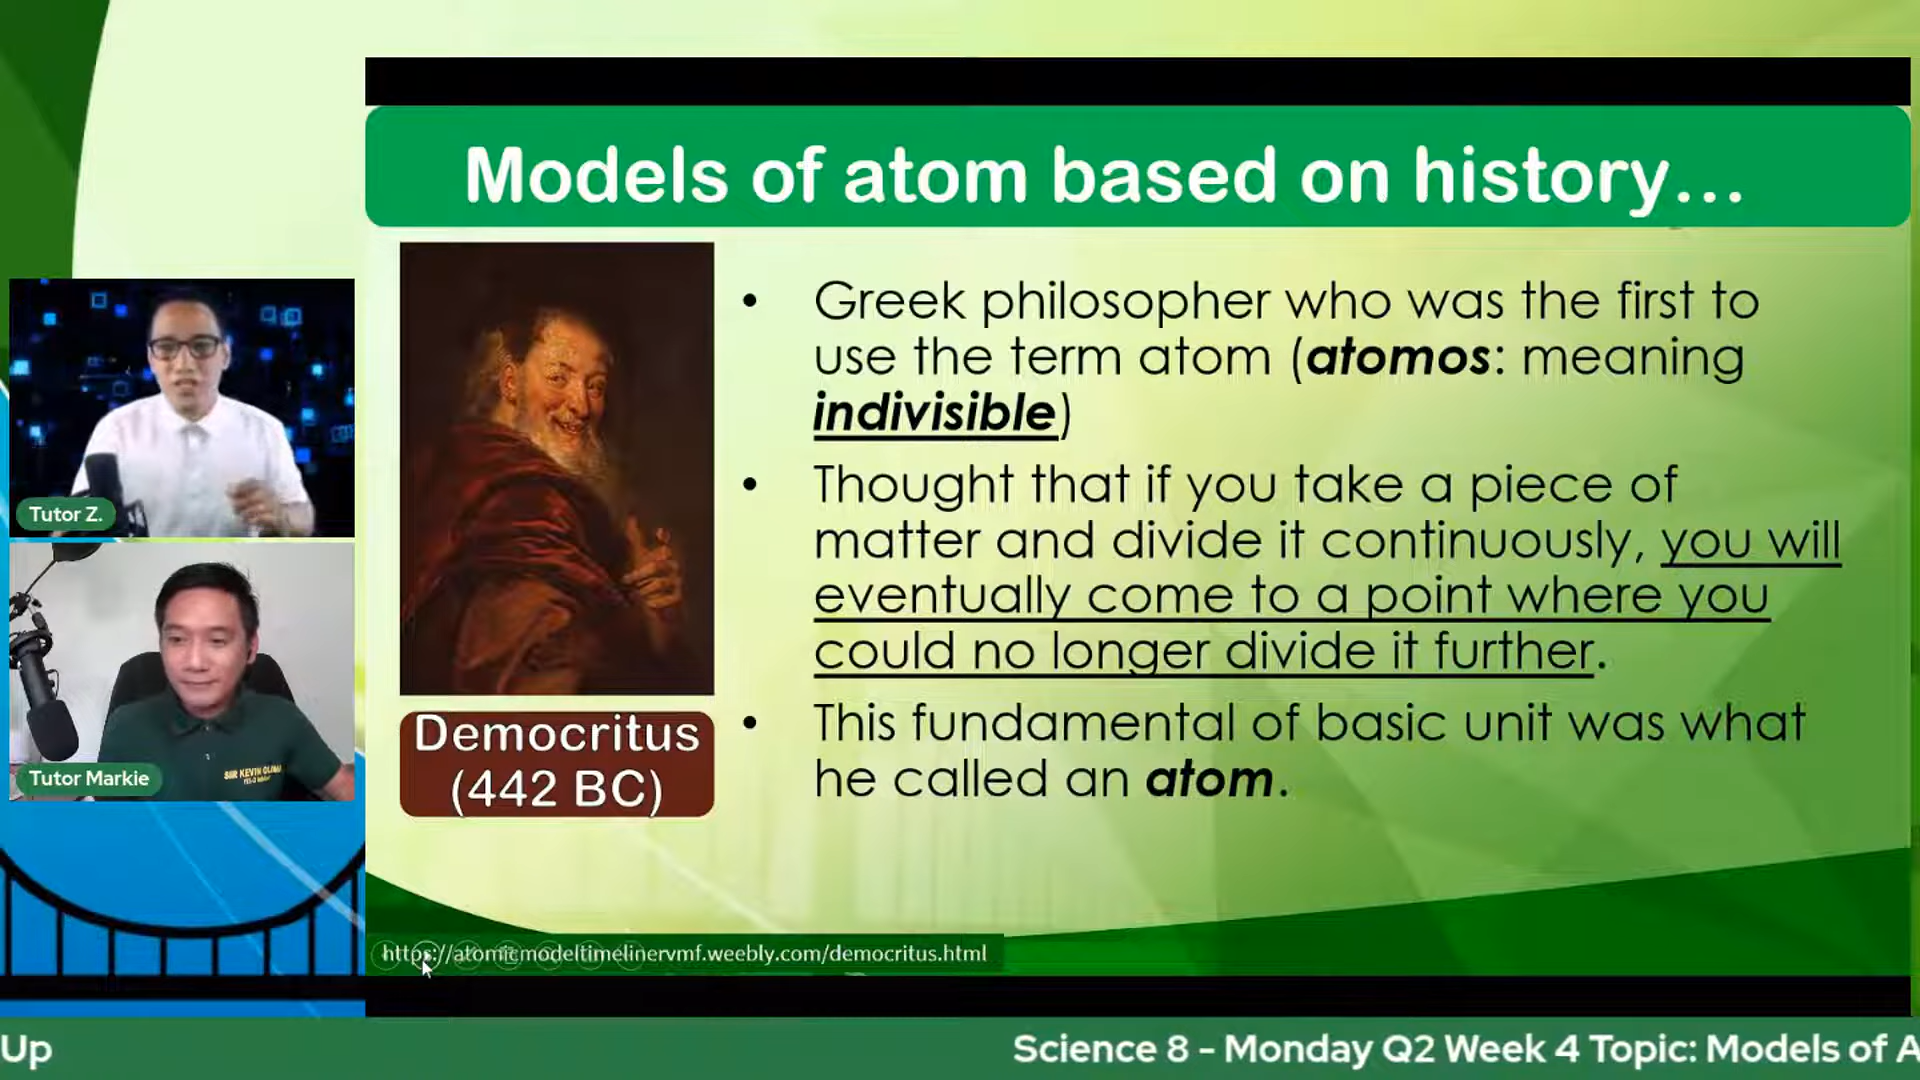 Models of atom based on history...
• Greek philosopher who was the first to
use the term atom (atomos: meaning
indivisible)
• Thought that if you take a piece of
matter and divide it continuously, you will
eventually come to a point where you
could no longer divide it further.
• This fundamental of basic unit was what
he called an atom.
Democritus
(442 BC)
Tutor Z.
Tutor Markie
https://atomicmodeltimelinervmf.weebly.com/democritus.html
Up
Science 8 - Monday Q2 Week 4 Topic: Models of A